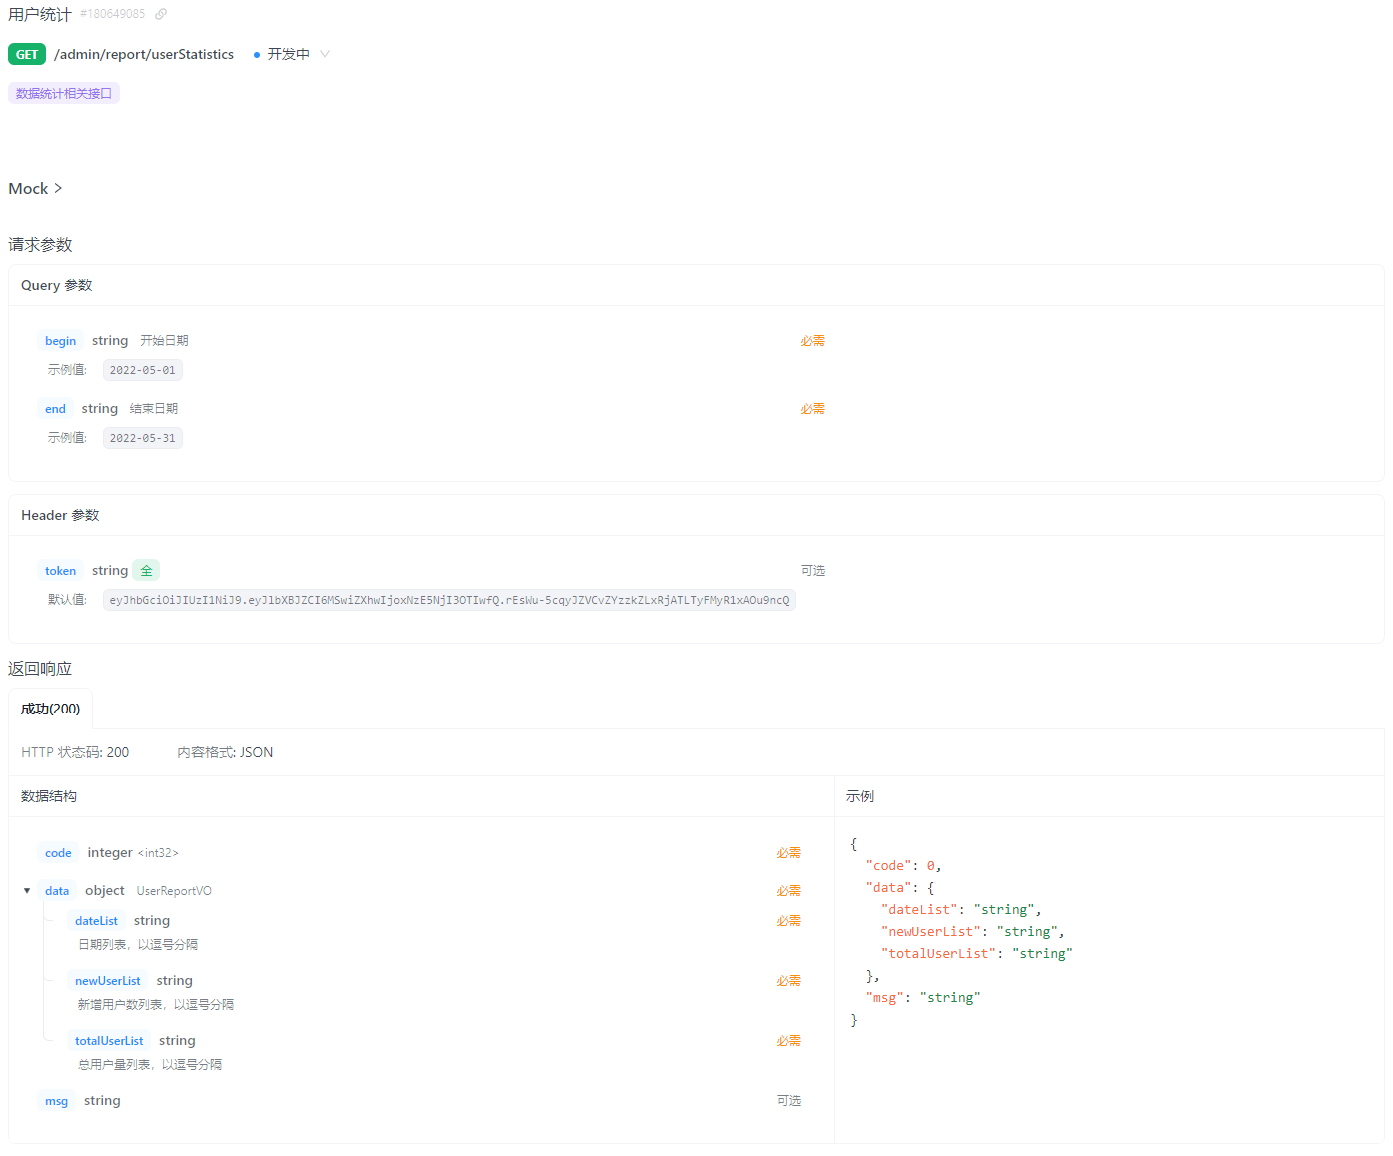 用户统计 #180649085
GET /admin/report/userStatistics 开发中
数据统计相关接口
Mock >
请求参数
Query 参数
begin string 开始日期 必需
示例值: 2022-05-01
end string 结束日期 必需
示例值: 2022-05-31
Header 参数
token string 全 可选
默认值: eyJhbGciOiJIUzI1NiJ9.eyJlbXBJZCI6MSwiZXhwIjoxNzE5NjI3OTIwfQ.rEsWu-5cqyJZVCvZYzzkZLxRjATLTyFMyR1xAOu9ncQ
返回响应
成功(200)
HTTP 状态码: 200 内容格式: JSON
数据结构
code integer <int32> 必需
data object UserReportVO 必需
dateList string 必需
日期列表，以逗号分隔
newUserList string 必需
新增用户数列表，以逗号分隔
totalUserList string 必需
总用户量列表，以逗号分隔
msg string 可选
示例
{
"code": 0,
"data": {
"dateList": "string",
"newUserList": "string",
"totalUserList": "string"
},
"msg": "string"
}